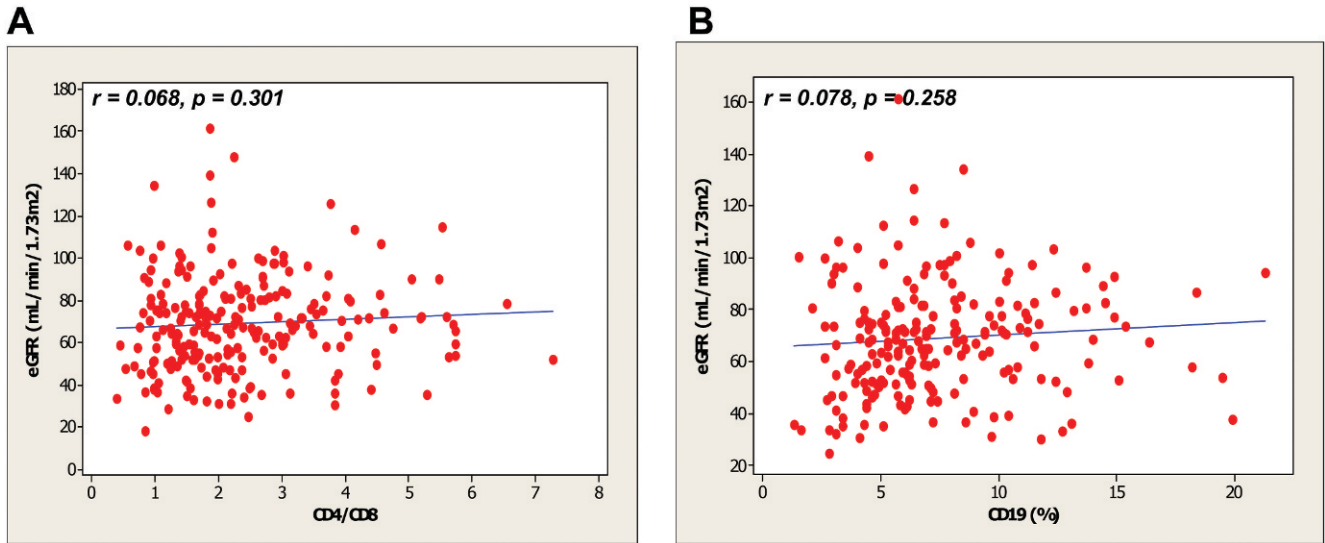 A
r = 0.068, p = 0.301
180
160
140
120
100
80
60
40
20
0
eGFR (mL/min/1.73m2)
0 1 2 3 4 5 6 7 8
CD4/CD8
B
r = 0.078, p = 0.258
160
140
120
100
80
60
40
20
eGFR (mL/min/1.73m2)
0 5 10 15 20
CD19 (%)